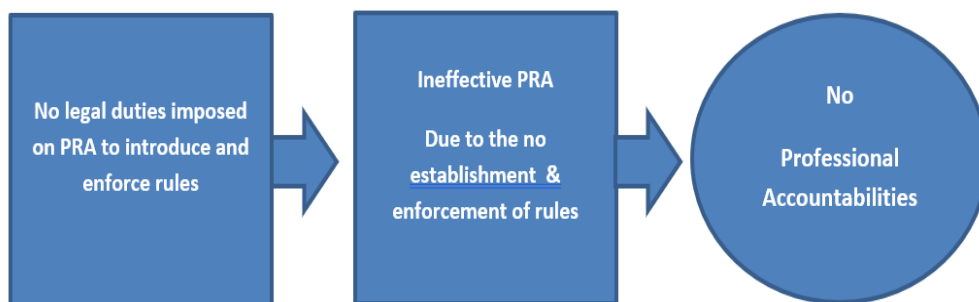 No legal duties imposed
on PRA to introduce and
enforce rules
Ineffective PRA
Due to the no
establishment &
enforcement of rules
No
Professional
Accountabilities